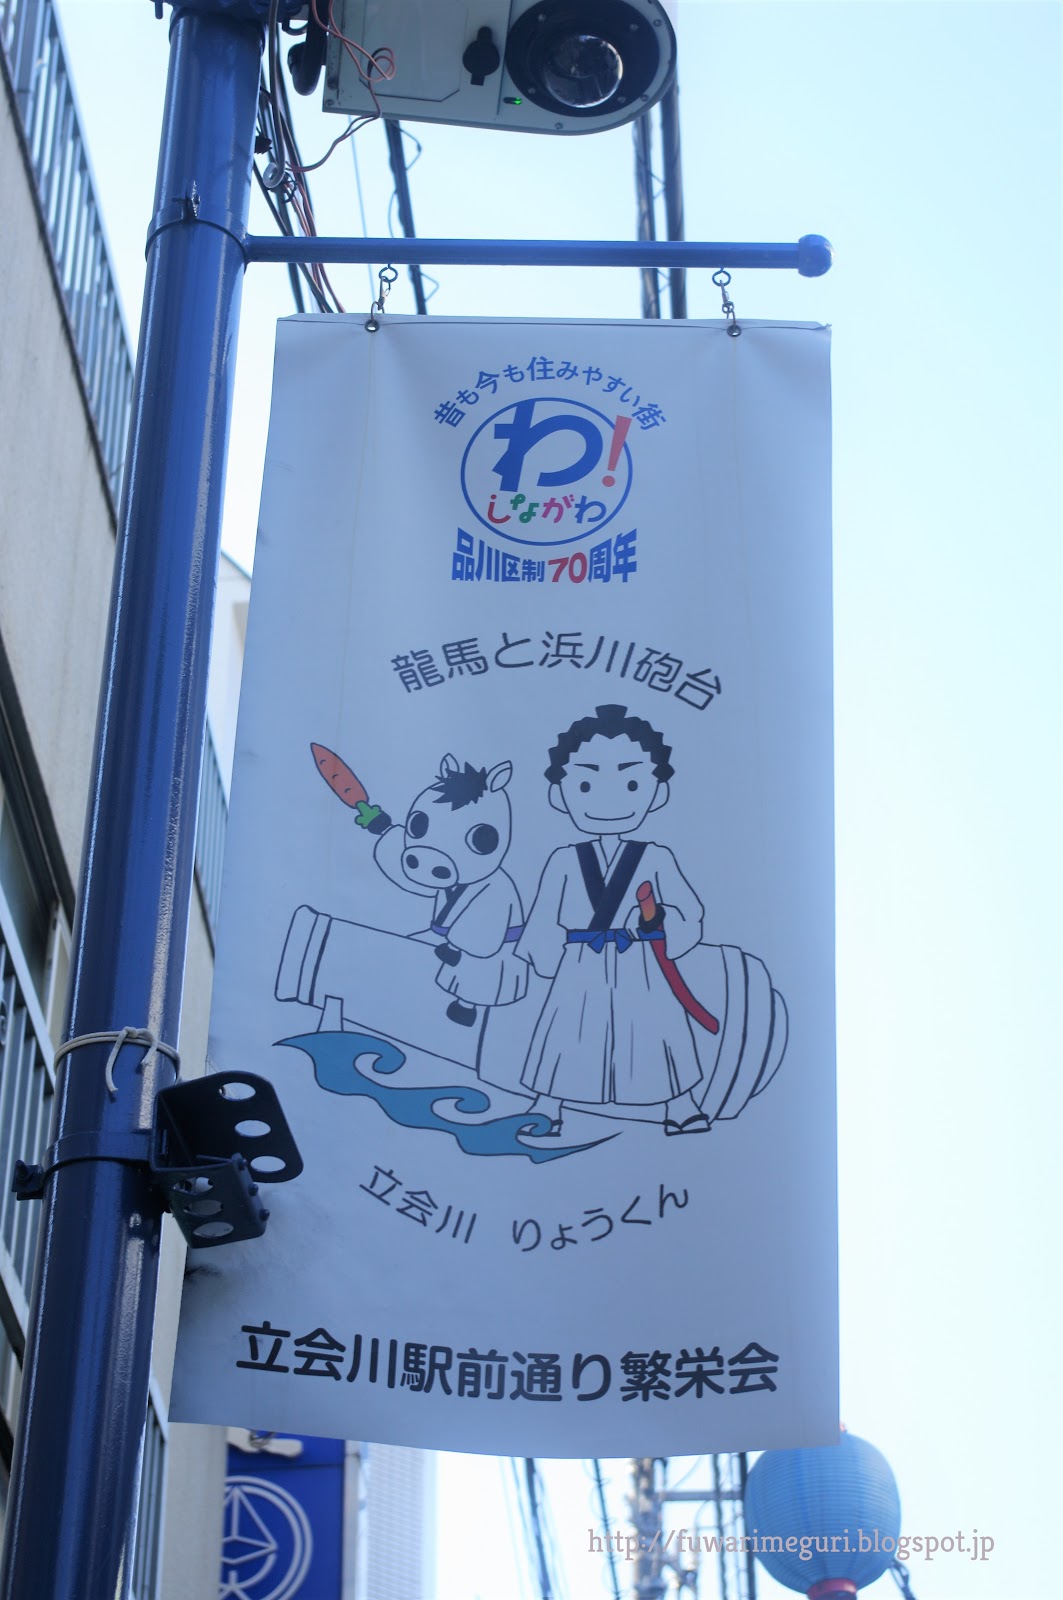 昔も今も住みやすい街
わ!
しながわ
品川区制70周年
龍馬と浜川砲台
立会川 りょうくん
立会川駅前通り繁栄会
http://fuwarimeguri.blogspot.jp